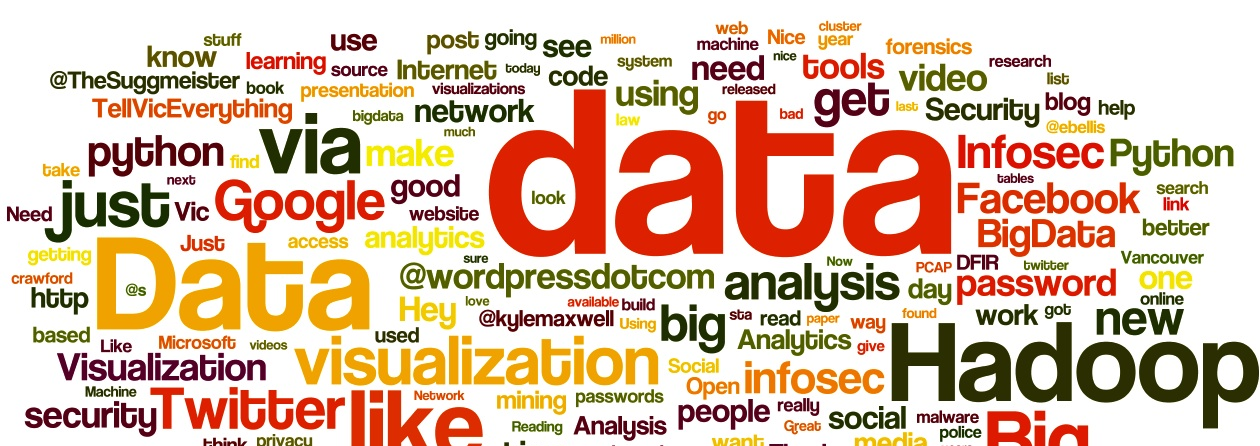 stuff use post going see million web Nice cluster year
know learning source Internet today code system machine need nice tools forensics research
@TheSuggmeister book presentation visualizations using released get video list
TellVicEverything bigdata network law go bad last Security blog help
@ebellis
much
python find via make data Infosec Python
take next good look tables search
Need just Vic Google website Facebook link
getting Just access analytics BigData better
crawford Data sure @wordpressdotcom analysis Now PCAP DFIR twitter Vancouver
http @s Hey love available build day password one
online
@kylemaxwell Using big sta read paper way found work got new
based Like Microsoft videos used Analytics give Hadoop
Visualization visualization Social Open infosec
Machine Network mining passwords
security Twitter like Reading Analysis people really Great social malware Big
think privacy want media police